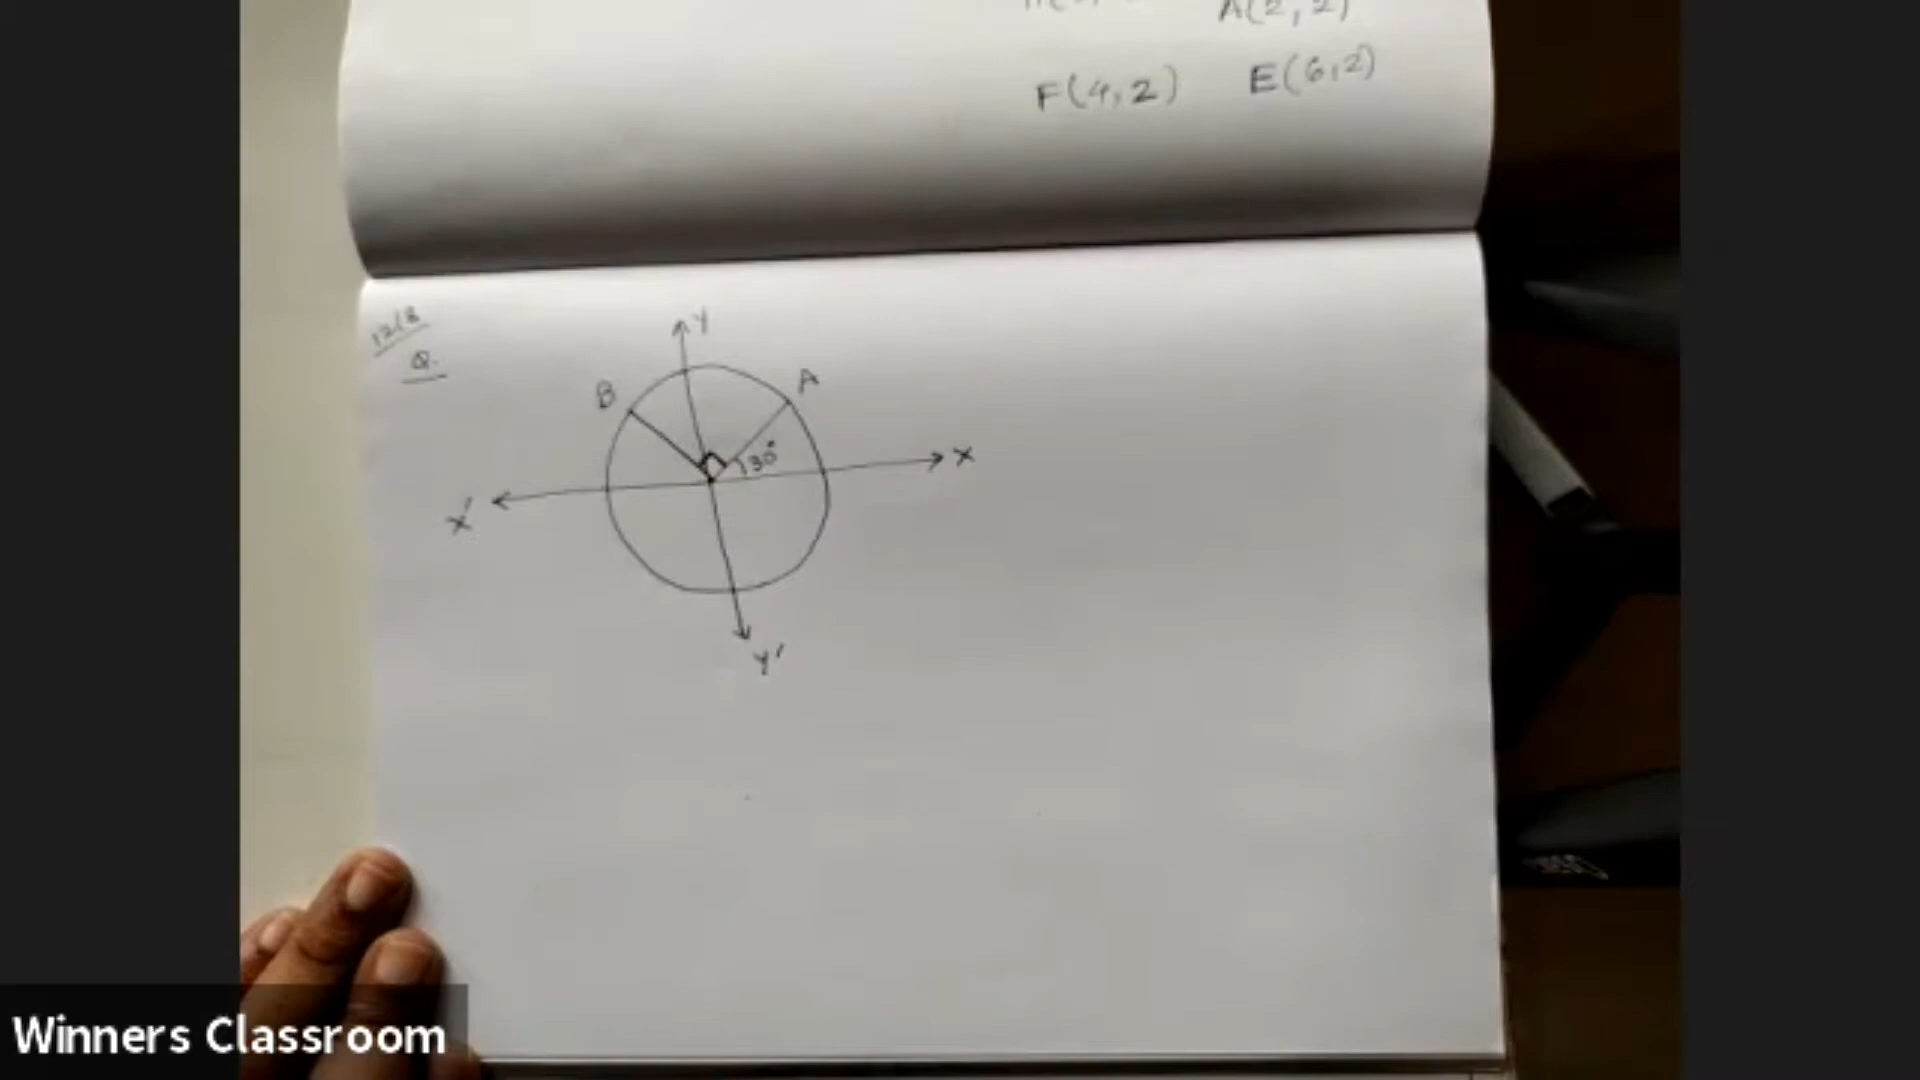 A(2, 2)
F(4, 2) E(6,2)
12/8
Q.
Y
B A
30°
X
X'
Y'
Winners Classroom